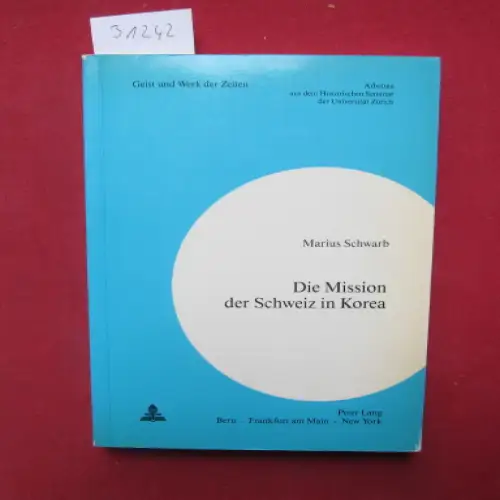 31242
Geist und Werk der Zeiten
Arbeiten
aus dem Historischen Seminar
der Universität Zürich
Marius Schwarb
Die Mission
der Schweiz in Korea
Peter Lang
Bern · Frankfurt am Main · New York